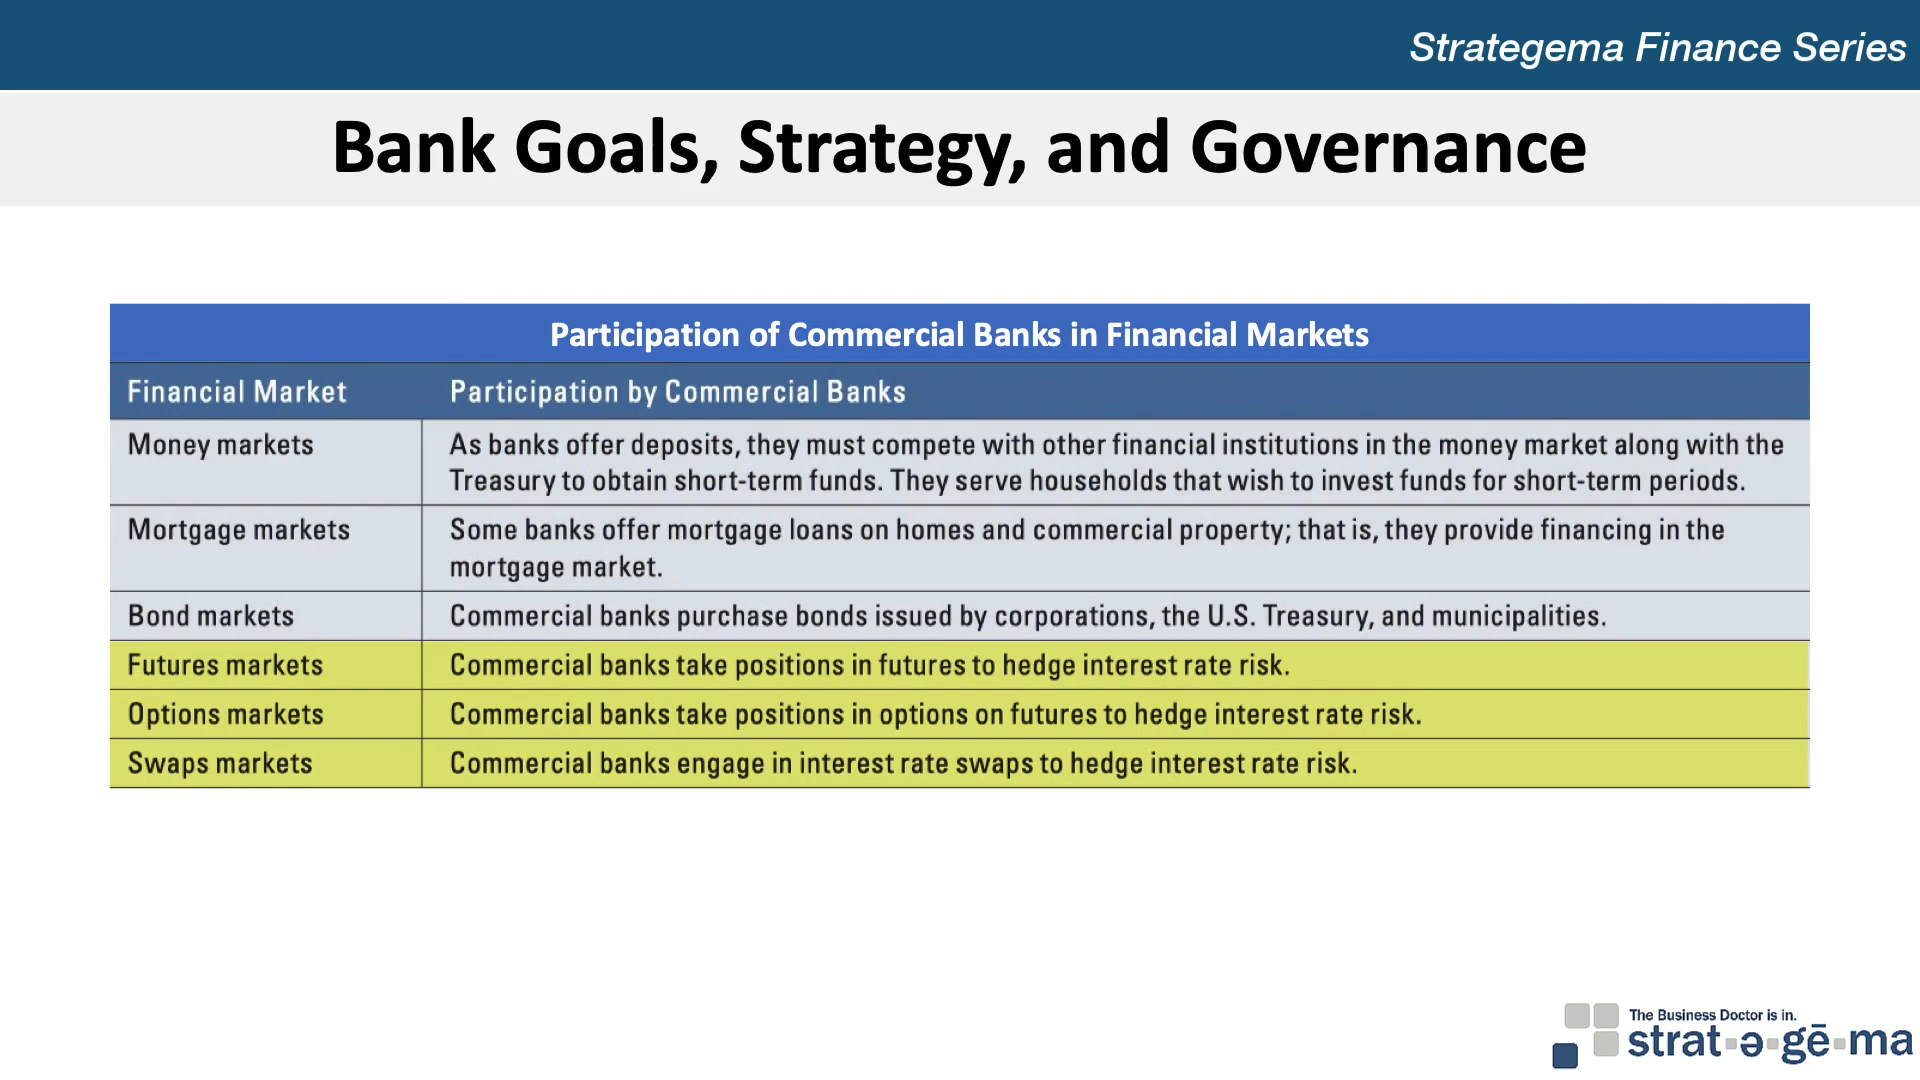 Strategema Finance Series
Bank Goals, Strategy, and Governance
Participation of Commercial Banks in Financial Markets
Financial Market Participation by Commercial Banks
Money markets As banks offer deposits, they must compete with other financial institutions in the money market along with the
Treasury to obtain short-term funds. They serve households that wish to invest funds for short-term periods.
Mortgage markets Some banks offer mortgage loans on homes and commercial property; that is, they provide financing in the
mortgage market.
Bond markets Commercial banks purchase bonds issued by corporations, the U.S. Treasury, and municipalities.
Futures markets Commercial banks take positions in futures to hedge interest rate risk.
Options markets Commercial banks take positions in options on futures to hedge interest rate risk.
Swaps markets Commercial banks engage in interest rate swaps to hedge interest rate risk.
The Business Doctor is in.
strat▪ə▪gē▪ma